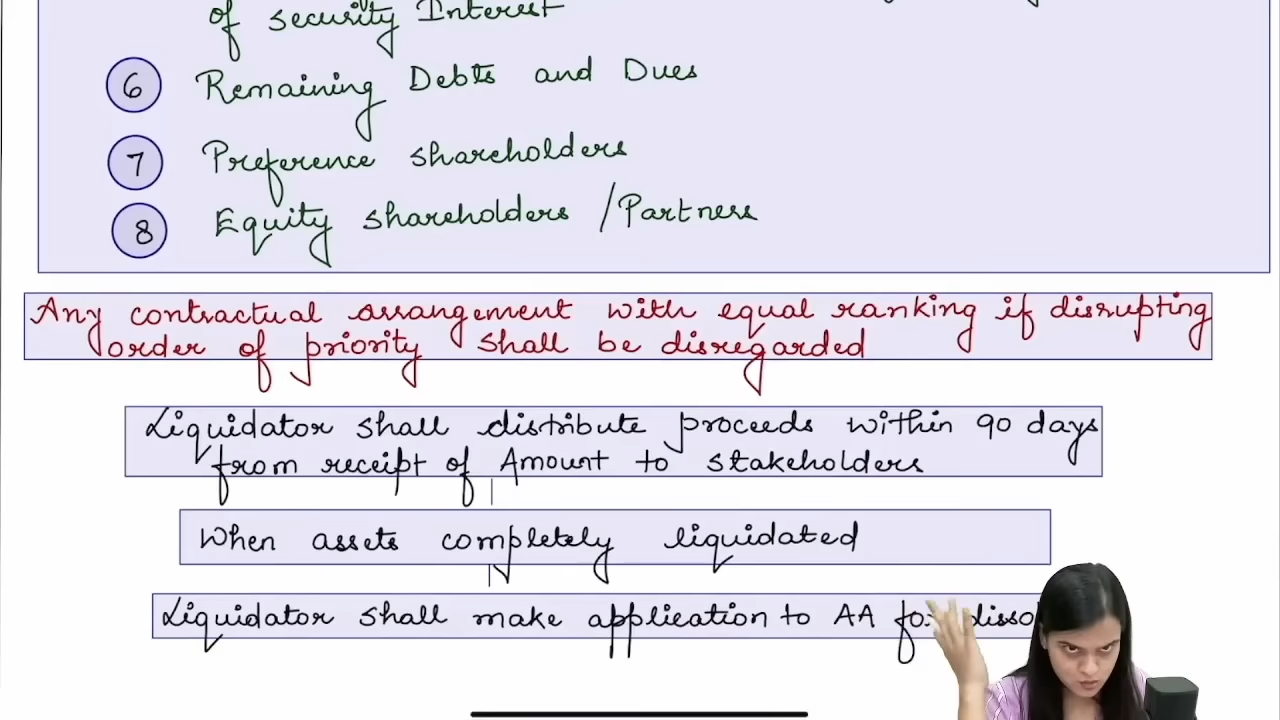 of security Interest
6 Remaining Debts and Dues
7 Preference shareholders
8 Equity shareholders / Partners
Any contractual arrangement with equal ranking if disrupting
order of priority shall be disregarded
Liquidator shall distribute proceeds within 90 days
from receipt of Amount to stakeholders
When assets completely liquidated
Liquidator shall make application to AA for